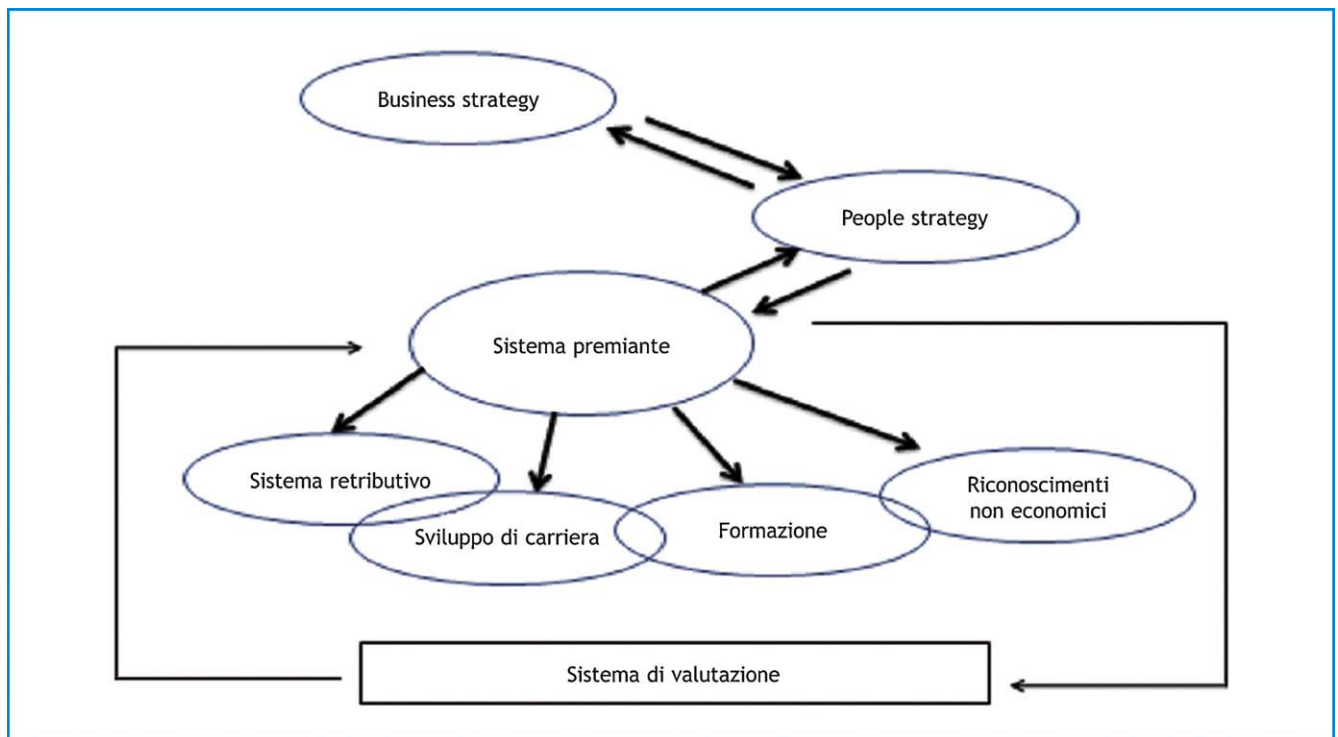 Business strategy
People strategy
Sistema premiante
Sistema retributivo
Sviluppo di carriera
Formazione
Riconoscimenti
non economici
Sistema di valutazione